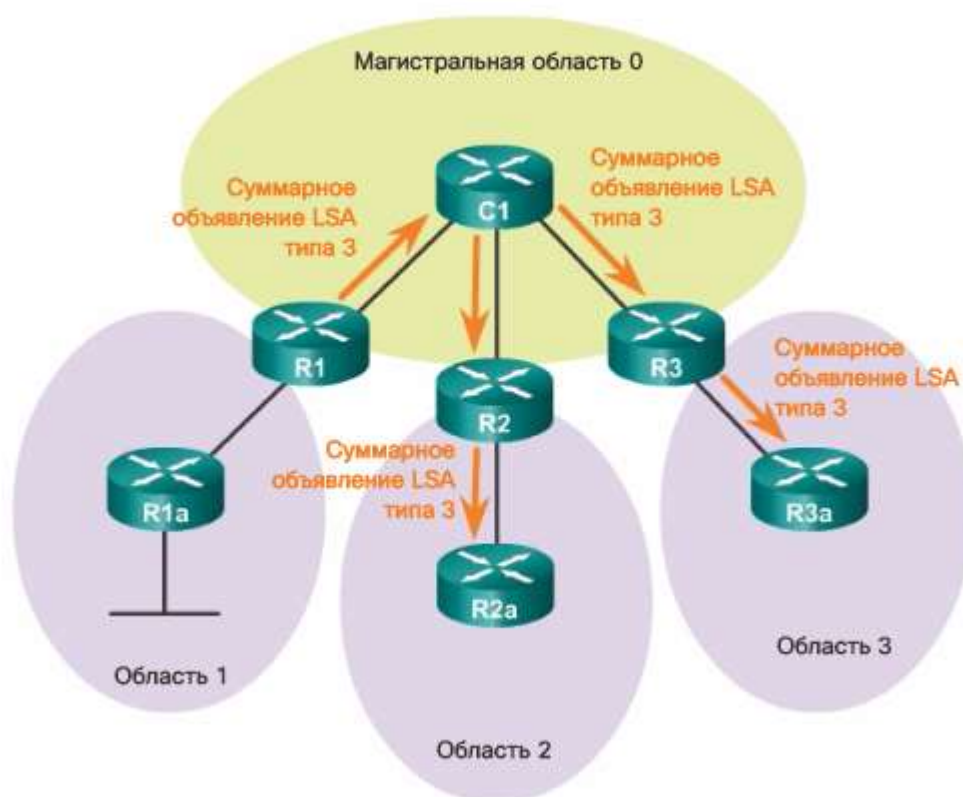 Магистральная область 0
Суммарное
объявление LSA
типа 3
Суммарное
объявление LSA
типа 3
C1
R1
R3
Суммарное
объявление LSA
типа 3
R2
Суммарное
объявление LSA
типа 3
R1a
R3a
R2a
Область 1
Область 3
Область 2